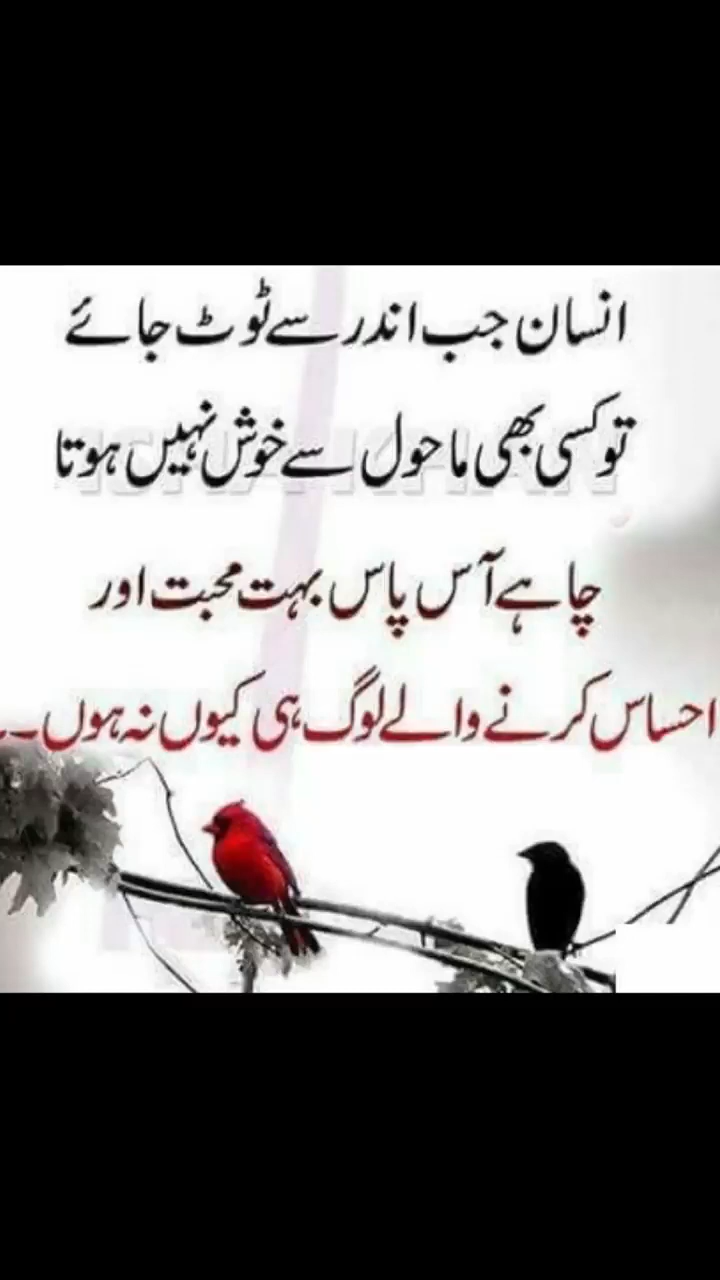 انسان جب اندر سے ٹوٹ جائے
تو کسی بھی ماحول سے خوش نہیں ہوتا
چاہے آس پاس بہت محبت اور
احساس کرنے والے لوگ ہی کیوں نہ ہوں۔۔